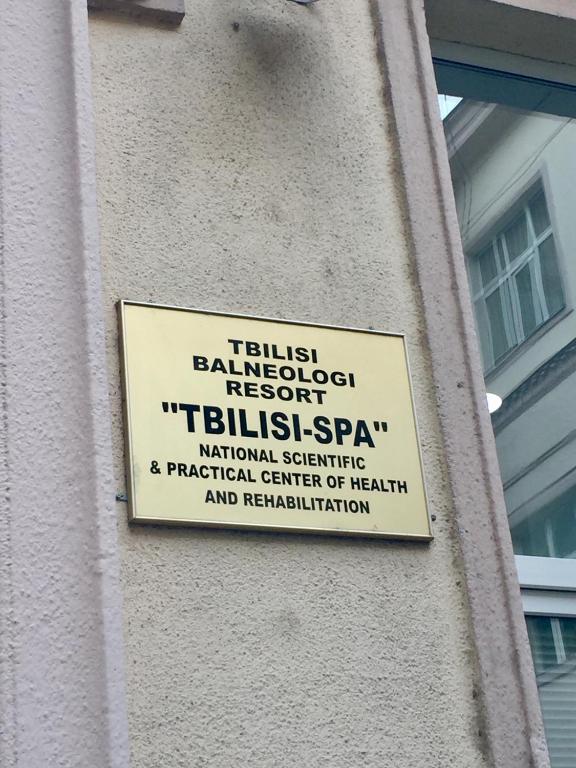 TBILISI
BALNEOLOGI
RESORT
"TBILISI-SPA"
NATIONAL SCIENTIFIC
& PRACTICAL CENTER OF HEALTH
AND REHABILITATION